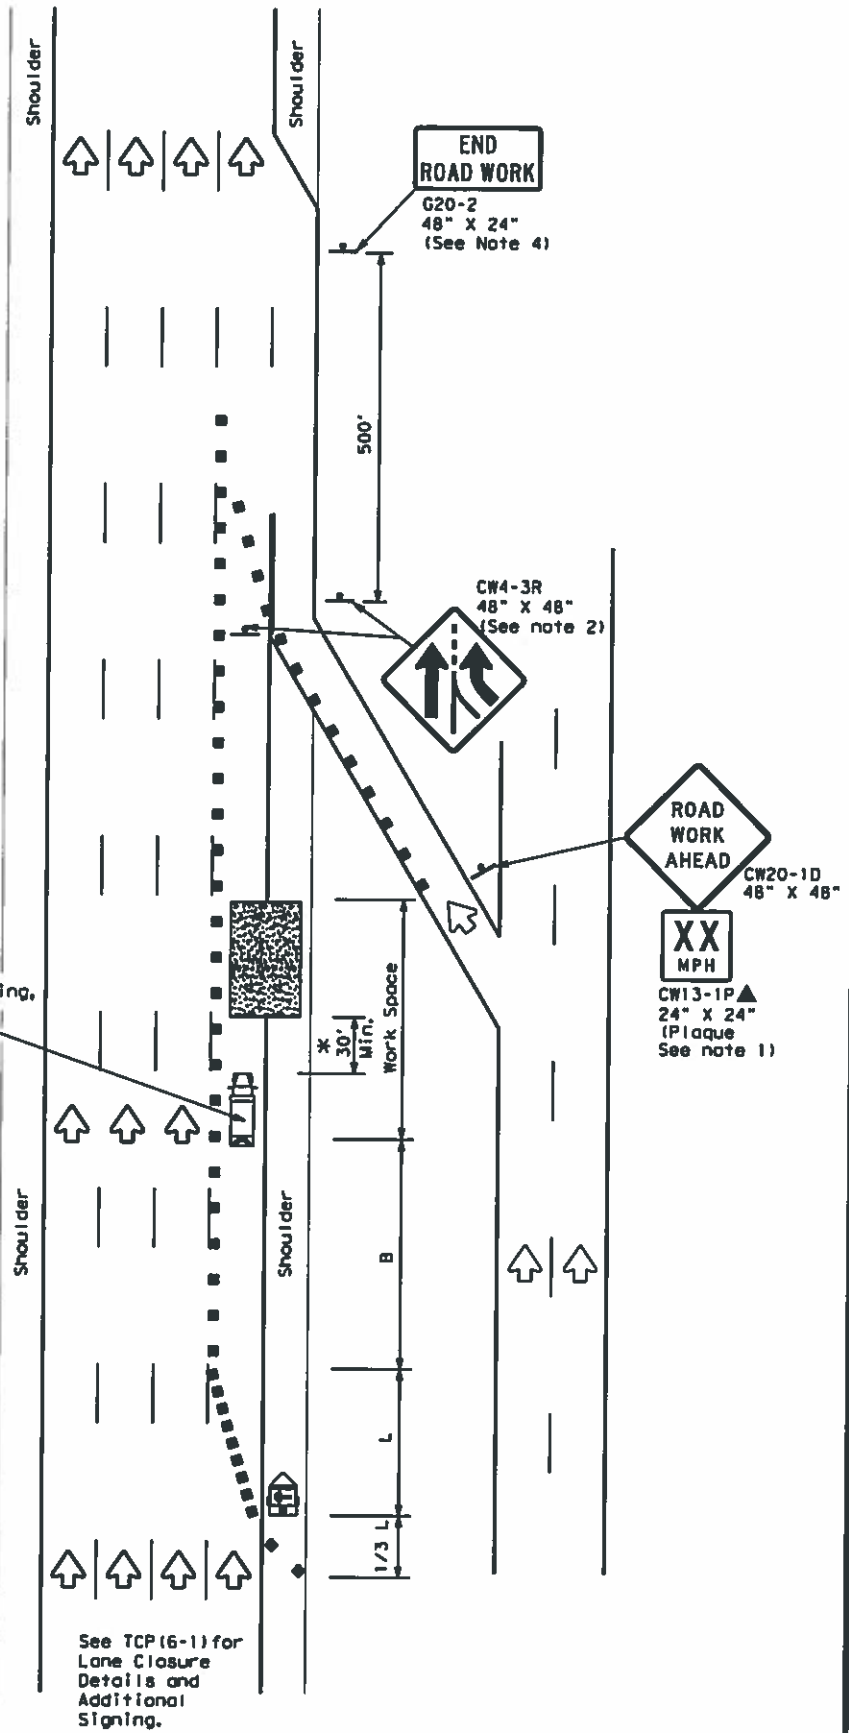 Shoulder
Shoulder
END
ROAD WORK
G20-2
48" X 24"
(See Note 4)
500'
CW4-3R
48" X 48"
(See note 2)
ROAD
WORK
AHEAD
CW20-1D
48" X 48"
XX
MPH
CW13-1P▲
24" X 24"
(Plaque
See note 1)
Work Space
* 30' Min.
Shoulder
Shoulder
B
L
1/3 L
See TCP(6-1)for
Lane Closure
Details and
Additional
Signing.